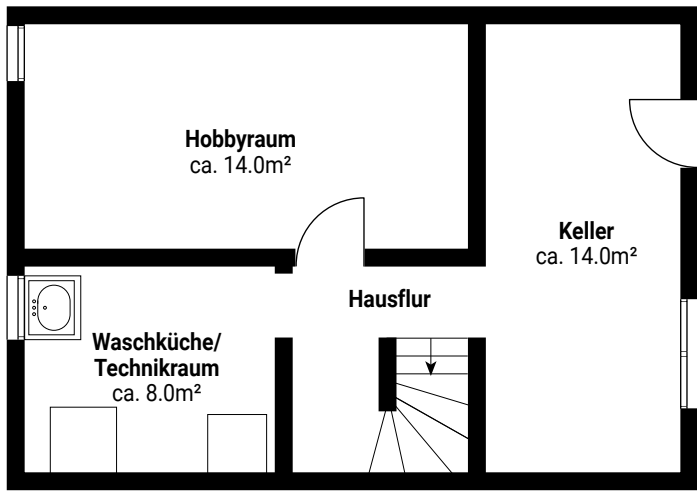 Hobbyraum
ca. 14.0m²
Keller
ca. 14.0m²
Hausflur
Waschküche/
Technikraum
ca. 8.0m²